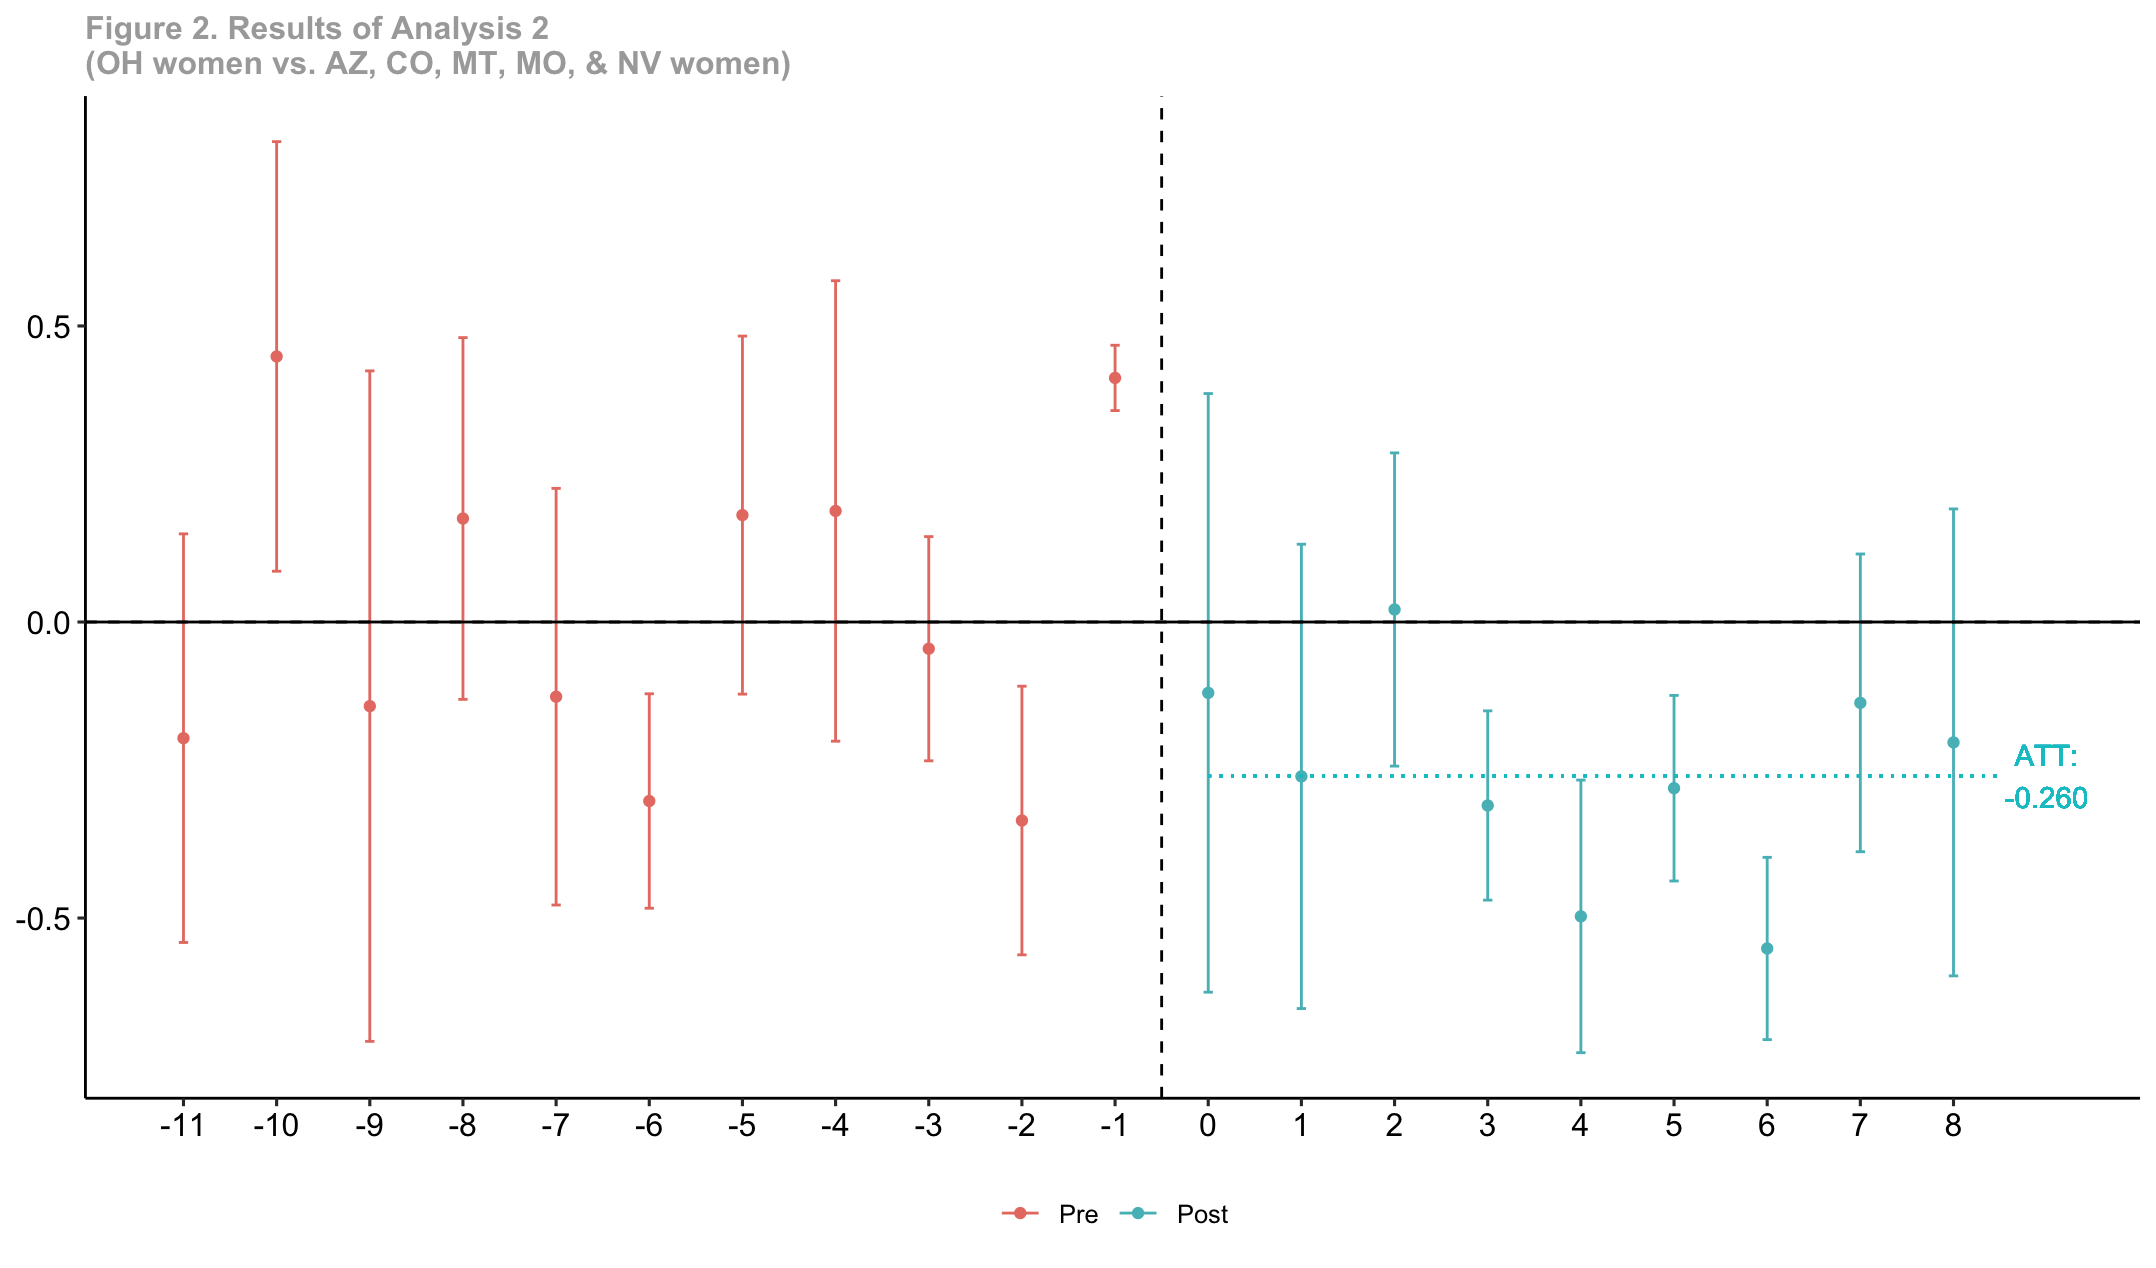 Figure 2. Results of Analysis 2
(OH women vs. AZ, CO, MT, MO, & NV women)
0.5
0.0
-0.5
ATT:
-0.260
-11 -10 -9 -8 -7 -6 -5 -4 -3 -2 -1 0 1 2 3 4 5 6 7 8
Pre Post